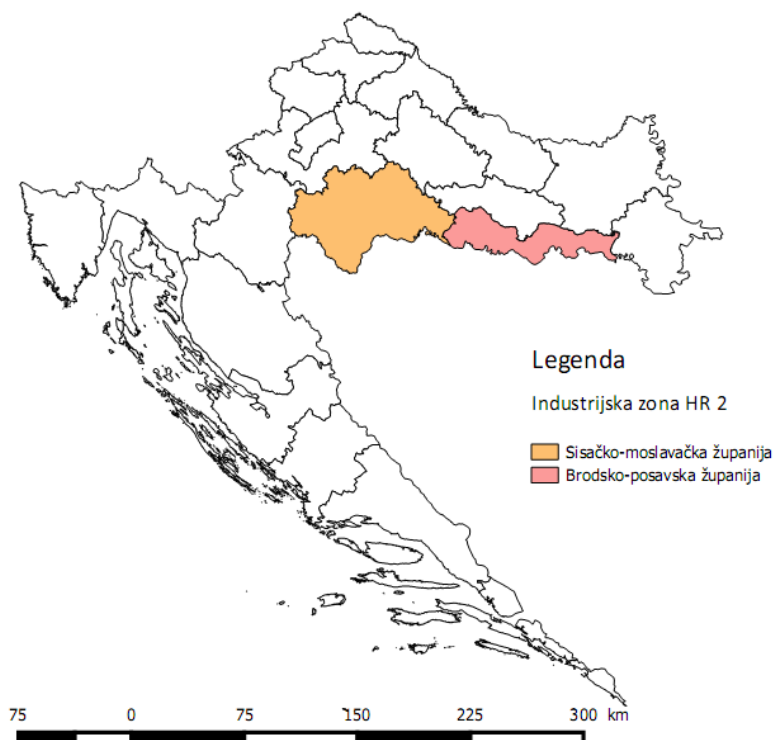 Legenda
Industrijska zona HR 2
Sisačko-moslavačka županija
Brodsko-posavska županija
75 0 75 150 225 300 km